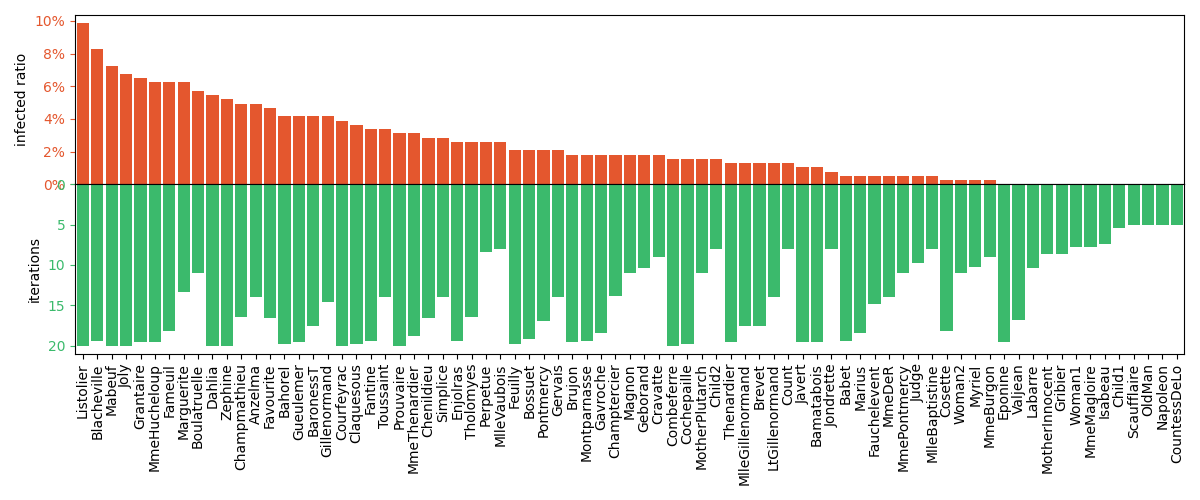 10%
8%
6%
4%
2%
0%
0
5
10
15
20
infected ratio
iterations
Listolier
Blacheville
Mabeuf
Joly
Grantaire
MmeHucheloup
Fameuil
Marguerite
Boulatruelle
Dahlia
Zephine
Champmathieu
Anzelma
Favourite
Bahorel
Gueulemer
BaronessT
Gillenormand
Courfeyrac
Claquesous
Fantine
Toussaint
Prouvaire
MmeThenardier
Chenildieu
Simplice
Enjolras
Tholomyes
Perpetue
MlleVaubois
Feuilly
Bossuet
Pontmercy
Gervais
Brujon
Montparnasse
Gavroche
Champtercier
Magnon
Geborand
Cravatte
Combeferre
Cochepaille
MotherPlutarch
Child2
Thenardier
MlleGillenormand
Brevet
LtGillenormand
Count
Javert
Bamatabois
Jondrette
Babet
Marius
Fauchelevent
MmeDeR
MmePontmercy
Judge
MlleBaptistine
Cosette
Woman2
Myriel
MmeBurgon
Eponine
Valjean
Labarre
MotherInnocent
Gribier
Woman1
MmeMagloire
Isabeau
Child1
Scaufflaire
OldMan
Napoleon
CountessDeLo